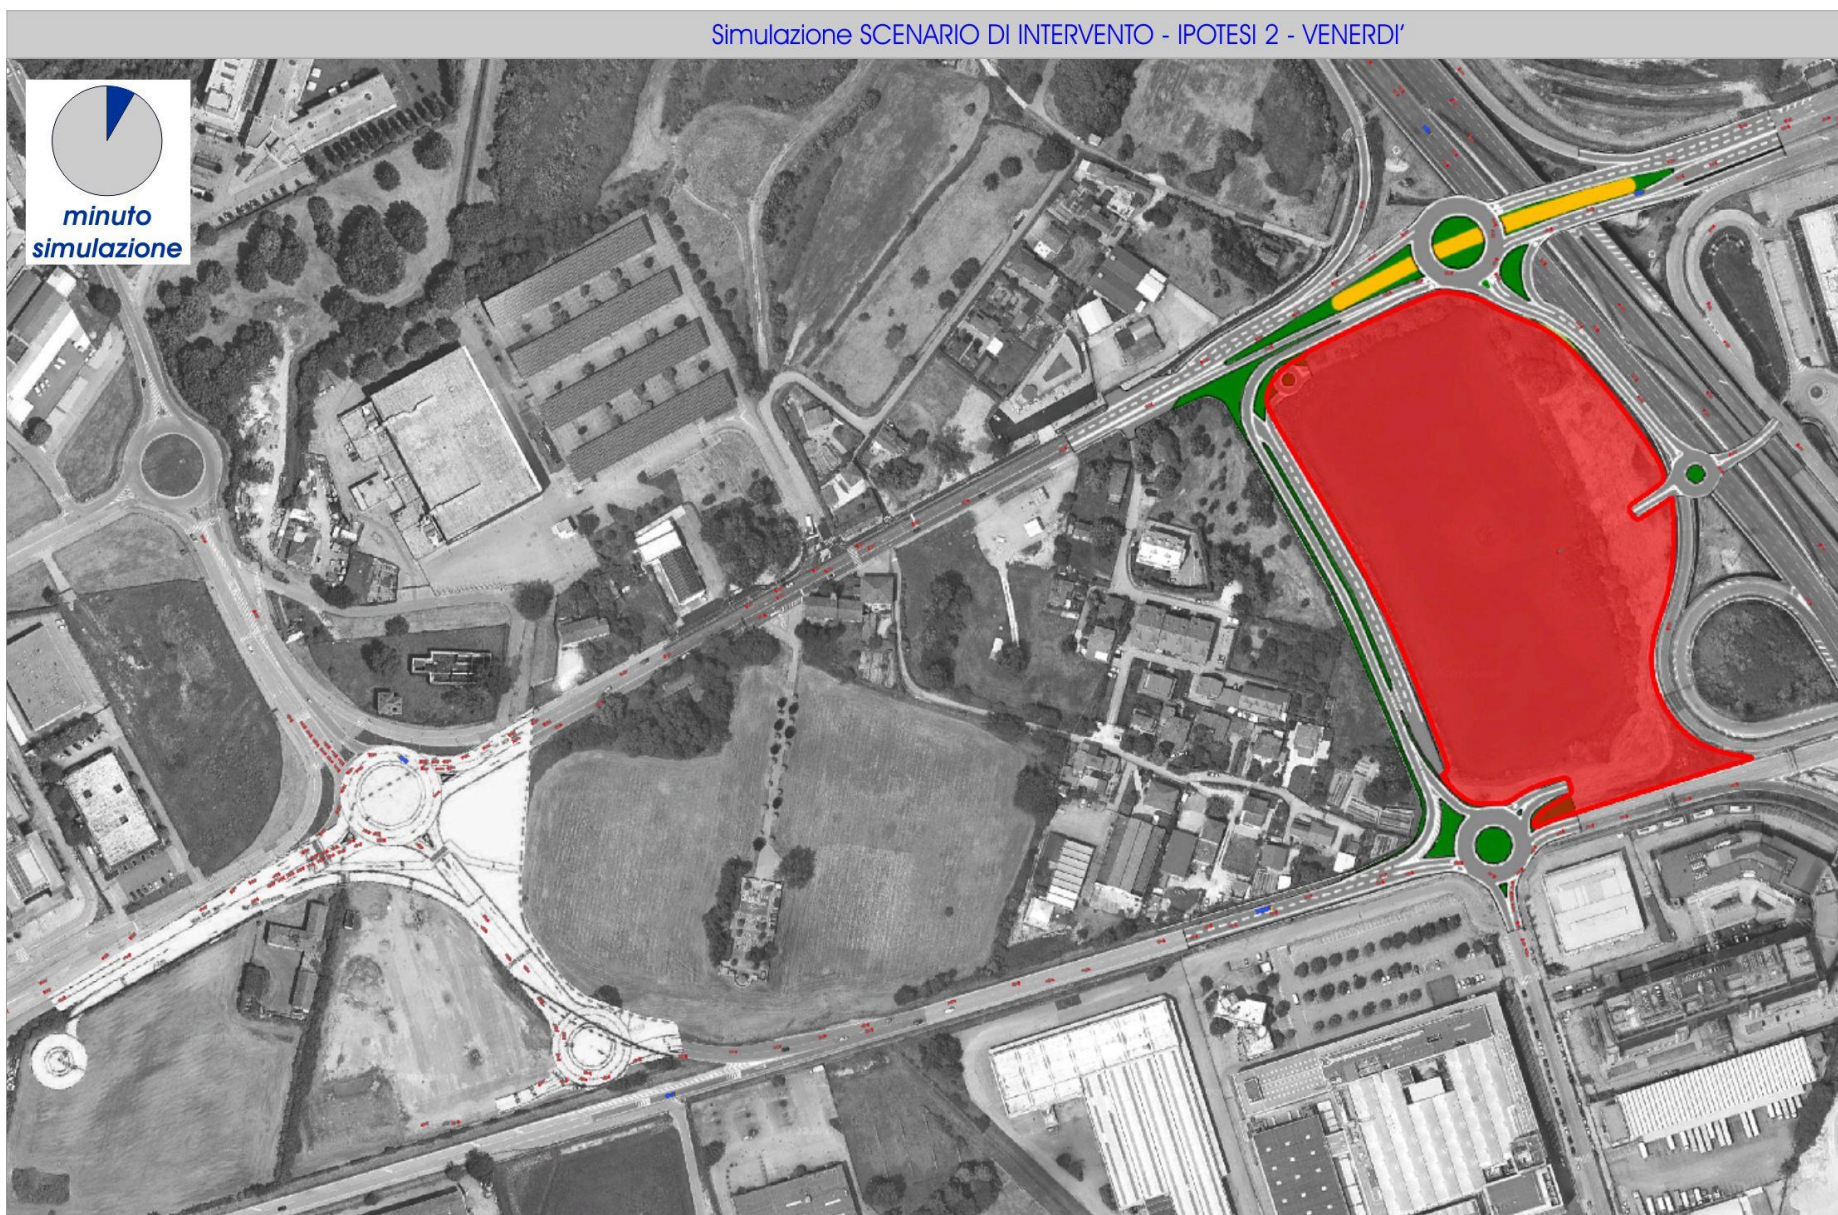 Simulazione SCENARIO DI INTERVENTO - IPOTESI 2 - VENERDI'
minuto
simulazione